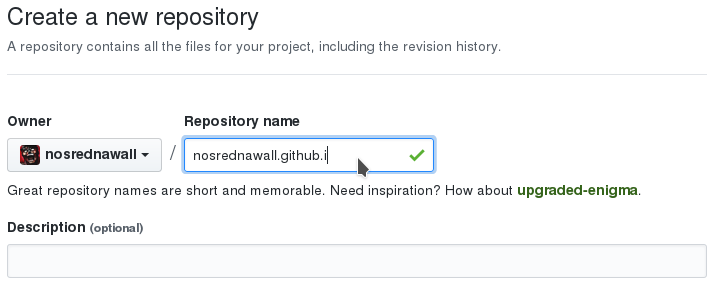 Create a new repository
A repository contains all the files for your project, including the revision history.
Owner
Repository name
nosrednawall
/
nosrednawall.github.i
Great repository names are short and memorable. Need inspiration? How about upgraded-enigma.
Description (optional)